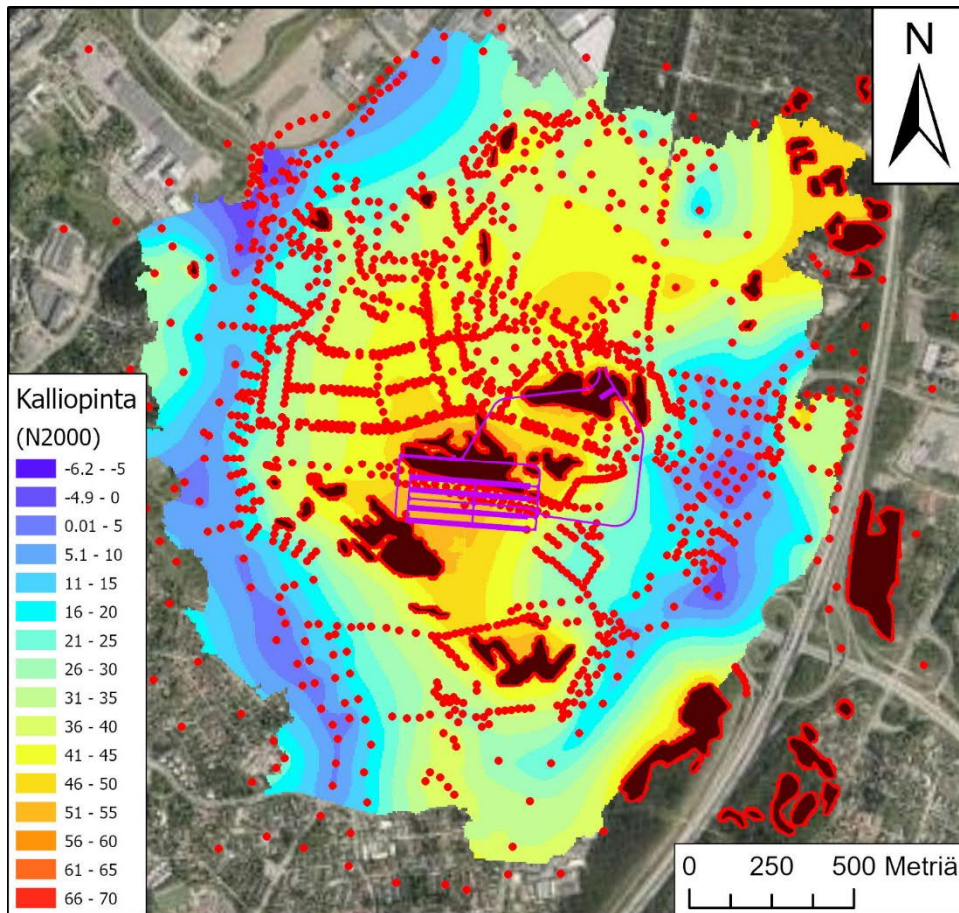 N
Kalliopinta
(N2000)
-6.2 - -5
-4.9 - 0
0.01 - 5
5.1 - 10
11 - 15
16 - 20
21 - 25
26 - 30
31 - 35
36 - 40
41 - 45
46 - 50
51 - 55
56 - 60
61 - 65
66 - 70
0 250 500 Metriä